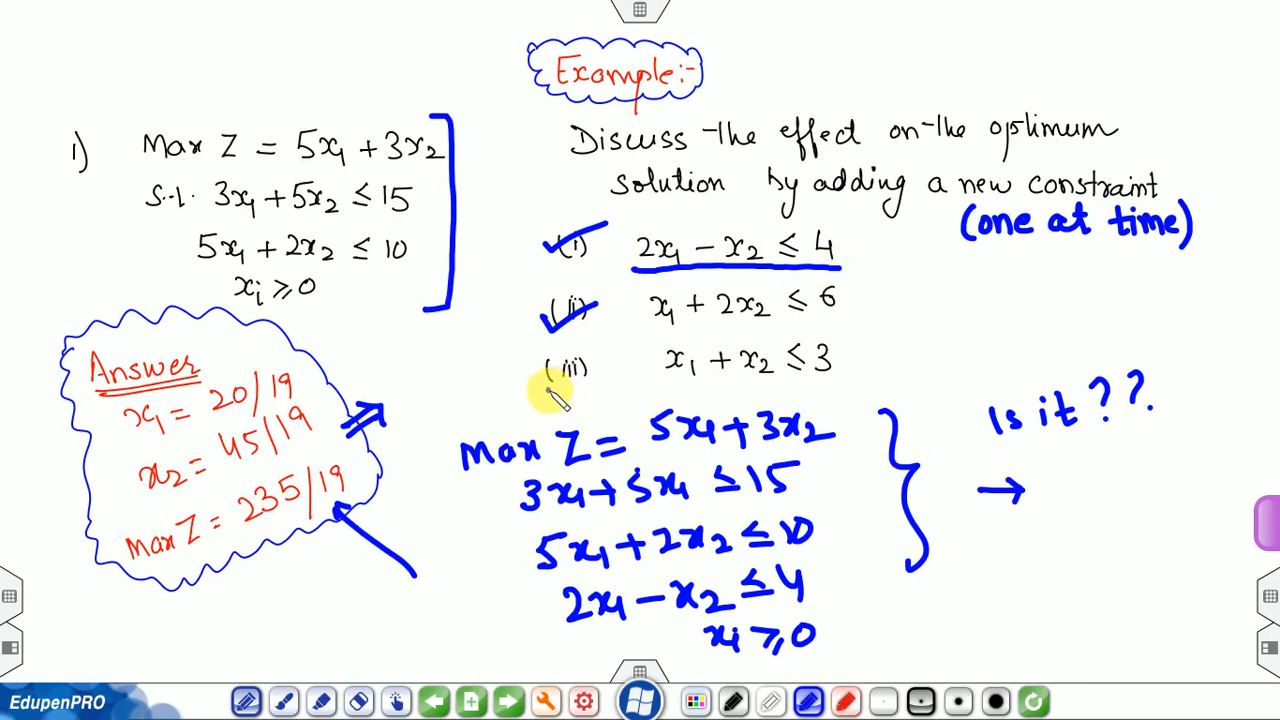 Example:-
1) Max Z = 5x₁ + 3x₂
S.t. 3x₁ + 5x₂ ≤ 15
5x₁ + 2x₂ ≤ 10
xᵢ ≥ 0
Discuss the effect on the optimum
solution by adding a new constraint
(one at time)
(i) 2x₁ − x₂ ≤ 4
(ii) x₁ + 2x₂ ≤ 6
(iii) x₁ + x₂ ≤ 3
Answer
x₁ = 20/19
x₂ = 45/19
Max Z = 235/19
Max Z = 5x₁ + 3x₂
3x₁ + 5x₁ ≤ 15
5x₁ + 2x₂ ≤ 10
2x₁ − x₂ ≤ 4
xᵢ ≥ 0
Is it ??
→
EdupenPRO